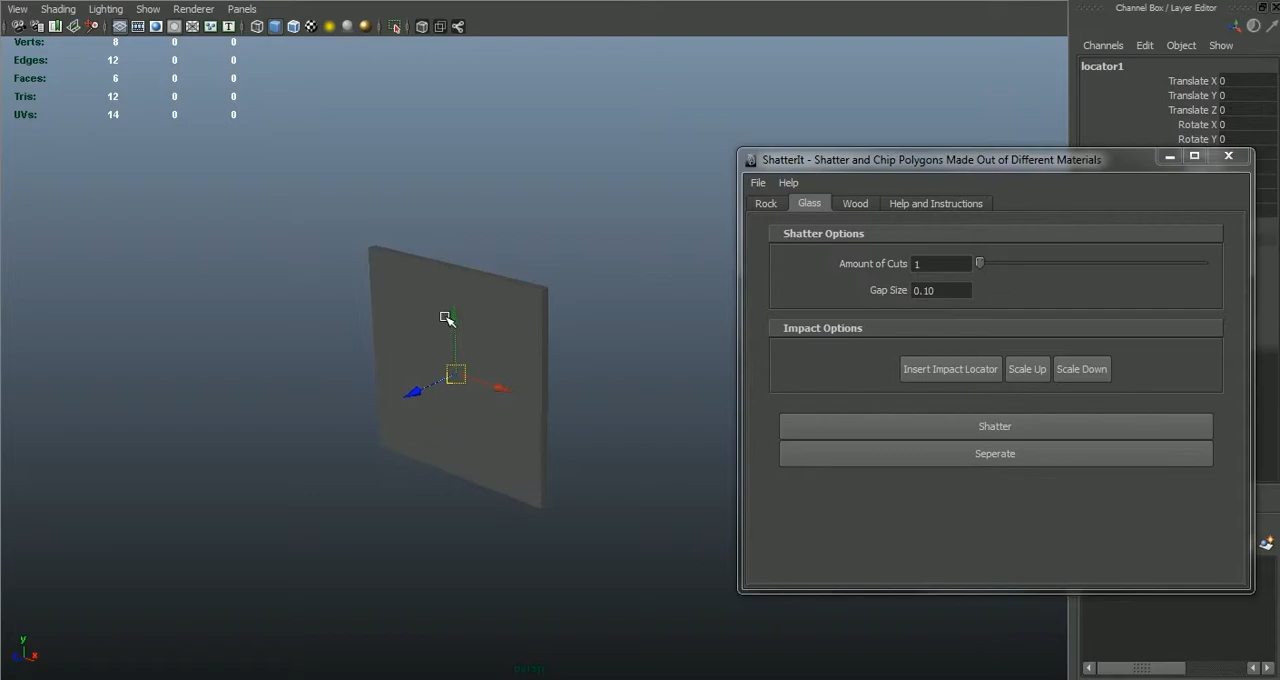 View Shading Lighting Show Renderer Panels
Channel Box / Layer Editor
Verts: 8 0 0
Edges: 12 0 0
Faces: 6 0 0
Tris: 12 0 0
UVs: 14 0 0
Channels Edit Object Show
locator1
Translate X 0
Translate Y 0
Translate Z 0
Rotate X 0
Rotate Y 0
ShatterIt - Shatter and Chip Polygons Made Out of Different Materials
File Help
Rock Glass Wood Help and Instructions
Shatter Options
Amount of Cuts 1
Gap Size 0.10
Impact Options
Insert Impact Locator Scale Up Scale Down
Shatter
Seperate
y
x
persp